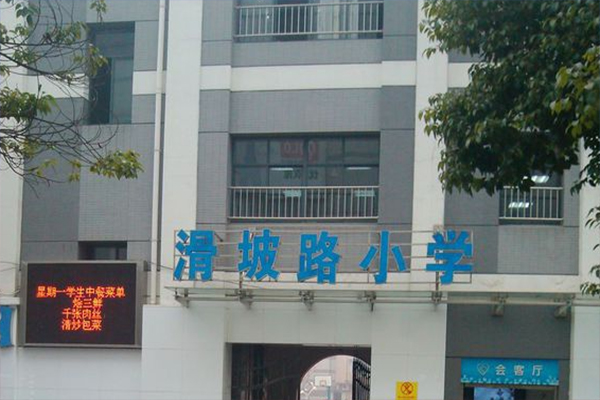 滑坡路小学
星期一学生中餐菜单
烩三鲜
千张肉丝
清炒包菜
会客厅